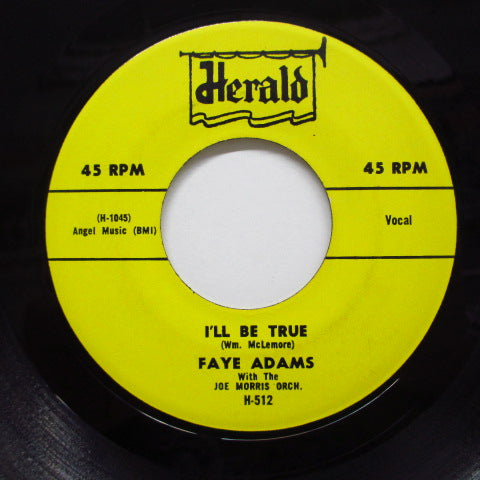 Herald
45 RPM
45 RPM
(H-1045)
Angel Music (BMI)
Vocal
I'LL BE TRUE
(Wm. McLemore)
FAYE ADAMS
With The
JOE MORRIS ORCH.
H-512